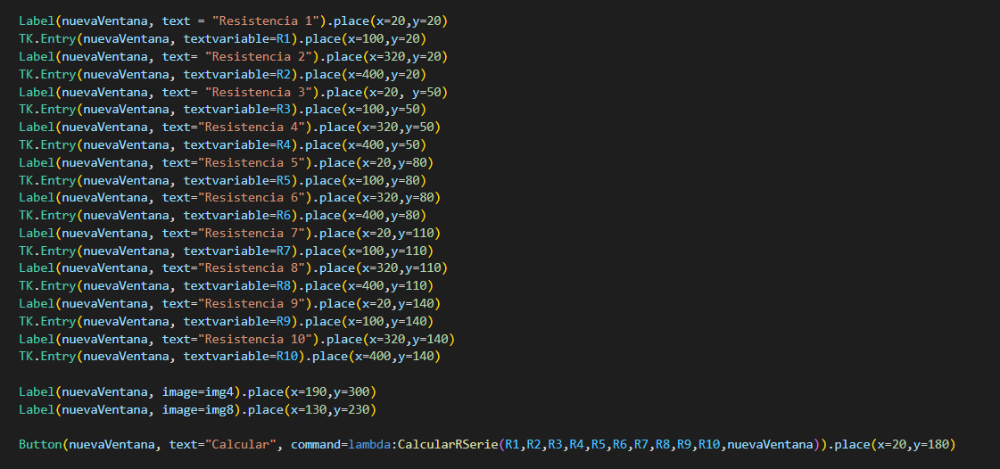 Label(nuevaVentana, text = "Resistencia 1").place(x=20,y=20)
TK.Entry(nuevaVentana, textvariable=R1).place(x=100,y=20)
Label(nuevaVentana, text= "Resistencia 2").place(x=320,y=20)
TK.Entry(nuevaVentana, textvariable=R2).place(x=400,y=20)
Label(nuevaVentana, text= "Resistencia 3").place(x=20, y=50)
TK.Entry(nuevaVentana, textvariable=R3).place(x=100,y=50)
Label(nuevaVentana, text="Resistencia 4").place(x=320,y=50)
TK.Entry(nuevaVentana, textvariable=R4).place(x=400,y=50)
Label(nuevaVentana, text="Resistencia 5").place(x=20,y=80)
TK.Entry(nuevaVentana, textvariable=R5).place(x=100,y=80)
Label(nuevaVentana, text="Resistencia 6").place(x=320,y=80)
TK.Entry(nuevaVentana, textvariable=R6).place(x=400,y=80)
Label(nuevaVentana, text="Resistencia 7").place(x=20,y=110)
TK.Entry(nuevaVentana, textvariable=R7).place(x=100,y=110)
Label(nuevaVentana, text="Resistencia 8").place(x=320,y=110)
TK.Entry(nuevaVentana, textvariable=R8).place(x=400,y=110)
Label(nuevaVentana, text="Resistencia 9").place(x=20,y=140)
TK.Entry(nuevaVentana, textvariable=R9).place(x=100,y=140)
Label(nuevaVentana, text="Resistencia 10").place(x=320,y=140)
TK.Entry(nuevaVentana, textvariable=R10).place(x=400,y=140)
Label(nuevaVentana, image=img4).place(x=190,y=300)
Label(nuevaVentana, image=img8).place(x=130,y=230)
Button(nuevaVentana, text="Calcular", command=lambda:CalcularRSerie(R1,R2,R3,R4,R5,R6,R7,R8,R9,R10,nuevaVentana)).place(x=20,y=180)